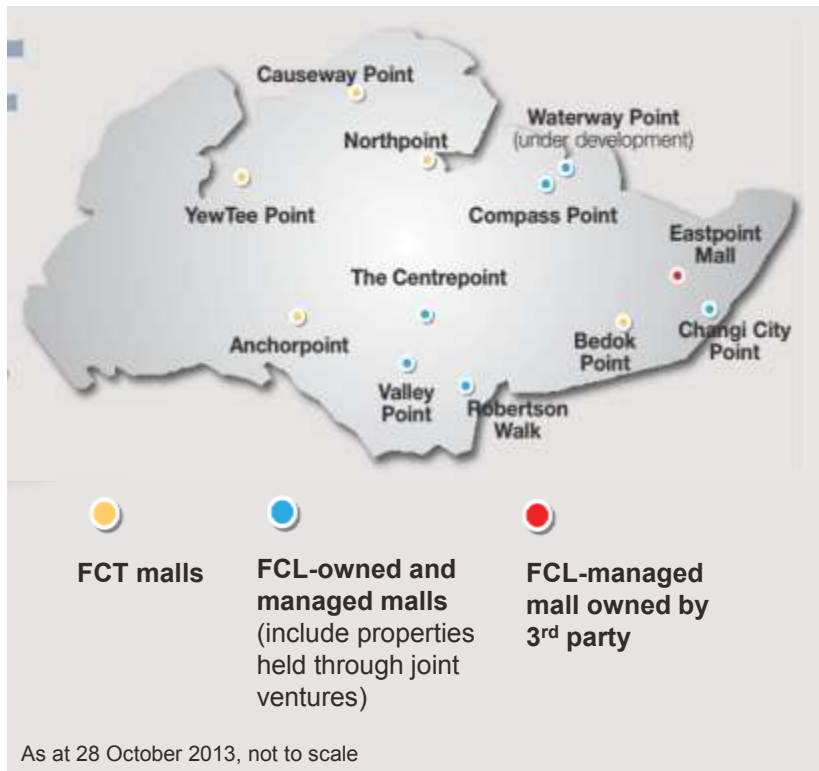 Causeway Point
Northpoint
Waterway Point
(under development)
YewTee Point
Compass Point
Eastpoint
Mall
The Centrepoint
Anchorpoint
Bedok
Point
Changi City
Point
Valley
Point
Robertson
Walk
FCT malls
FCL-owned and
managed malls
(include properties
held through joint
ventures)
FCL-managed
mall owned by
3rd party
As at 28 October 2013, not to scale